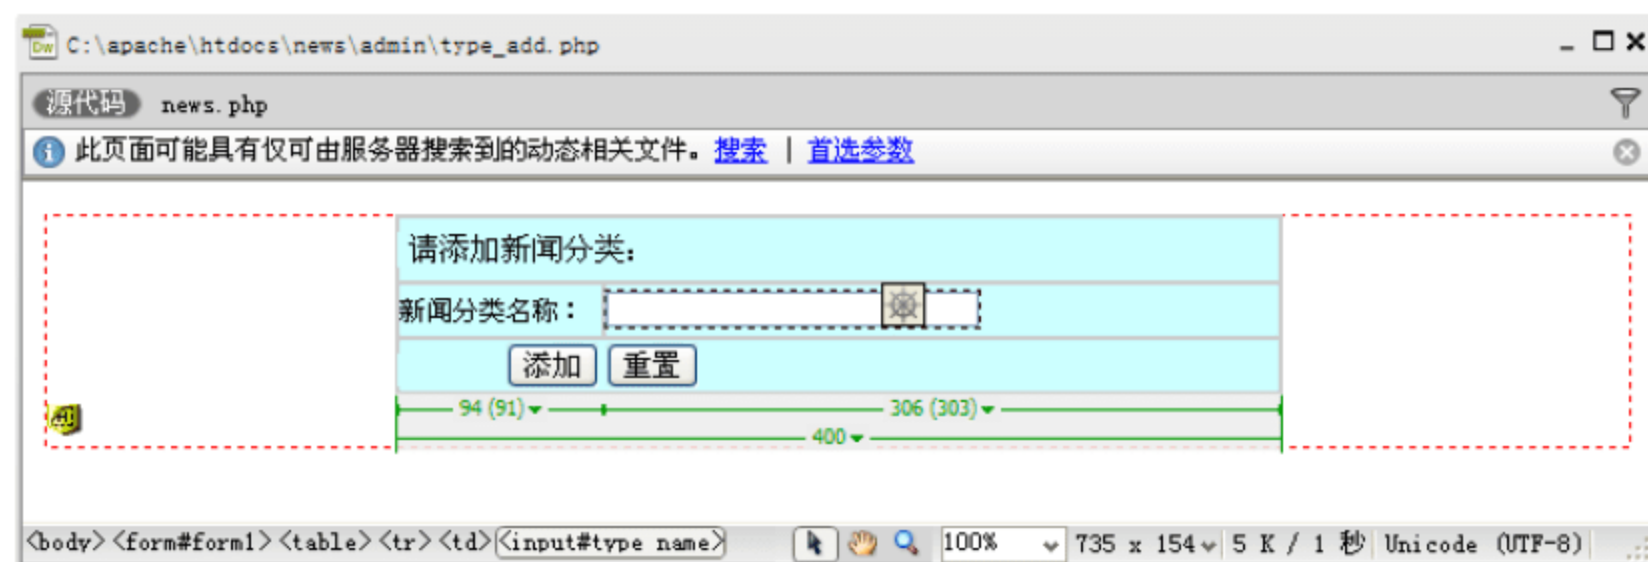 Dw C:\apache\htdocs\news\admin\type_add.php
源代码 news.php
此页面可能具有仅可由服务器搜索到的动态相关文件。搜索 | 首选参数
请添加新闻分类：
新闻分类名称：
添加 重置
94 (91) 306 (303)
400
<body> <form#form1> <table> <tr> <td> <input#type name> 100% 735 x 154 5 K / 1 秒 Unicode (UTF-8)